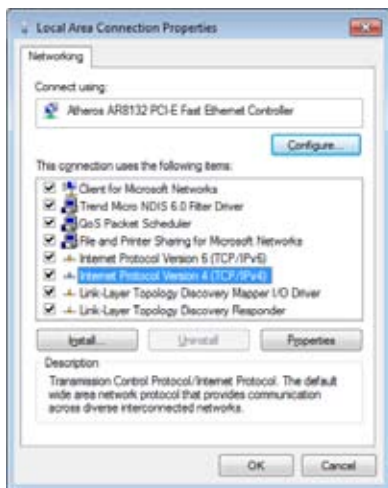 Local Area Connection Properties
Networking
Connect using:
Atheros AR8132 PCI-E Fast Ethernet Controller
Configure...
This connection uses the following items:
Client for Microsoft Networks
Trend Micro NDIS 6.0 Filter Driver
QoS Packet Scheduler
File and Printer Sharing for Microsoft Networks
Internet Protocol Version 6 (TCP/IPv6)
Internet Protocol Version 4 (TCP/IPv4)
Link-Layer Topology Discovery Mapper I/O Driver
Link-Layer Topology Discovery Responder
Install... Uninstall Properties
Description
Transmission Control Protocol/Internet Protocol. The default
wide area network protocol that provides communication
across diverse interconnected networks.
OK Cancel